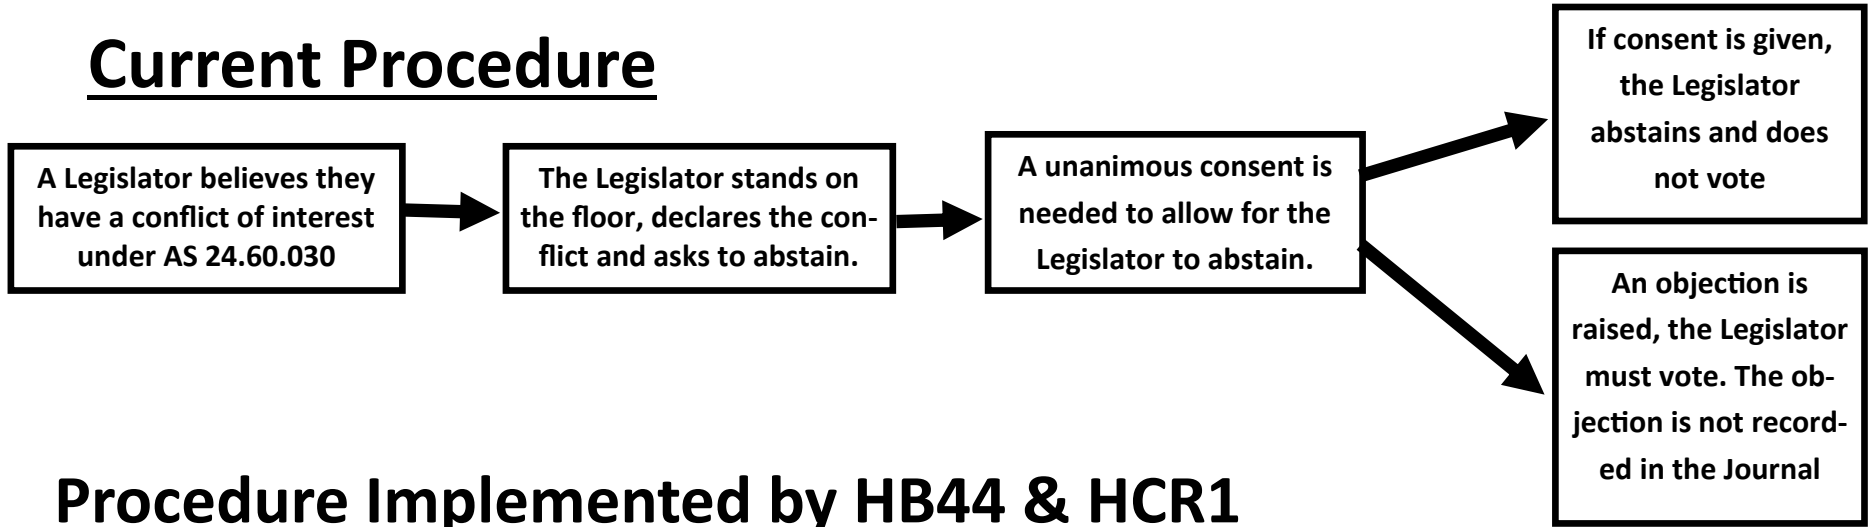 Current Procedure
A Legislator believes they
have a conflict of interest
under AS 24.60.030
The Legislator stands on
the floor, declares the con-
flict and asks to abstain.
A unanimous consent is
needed to allow for the
Legislator to abstain.
If consent is given,
the Legislator
abstains and does
not vote
An objection is
raised, the Legislator
must vote. The ob-
jection is not record-
ed in the Journal
Procedure Implemented by HB44 & HCR1